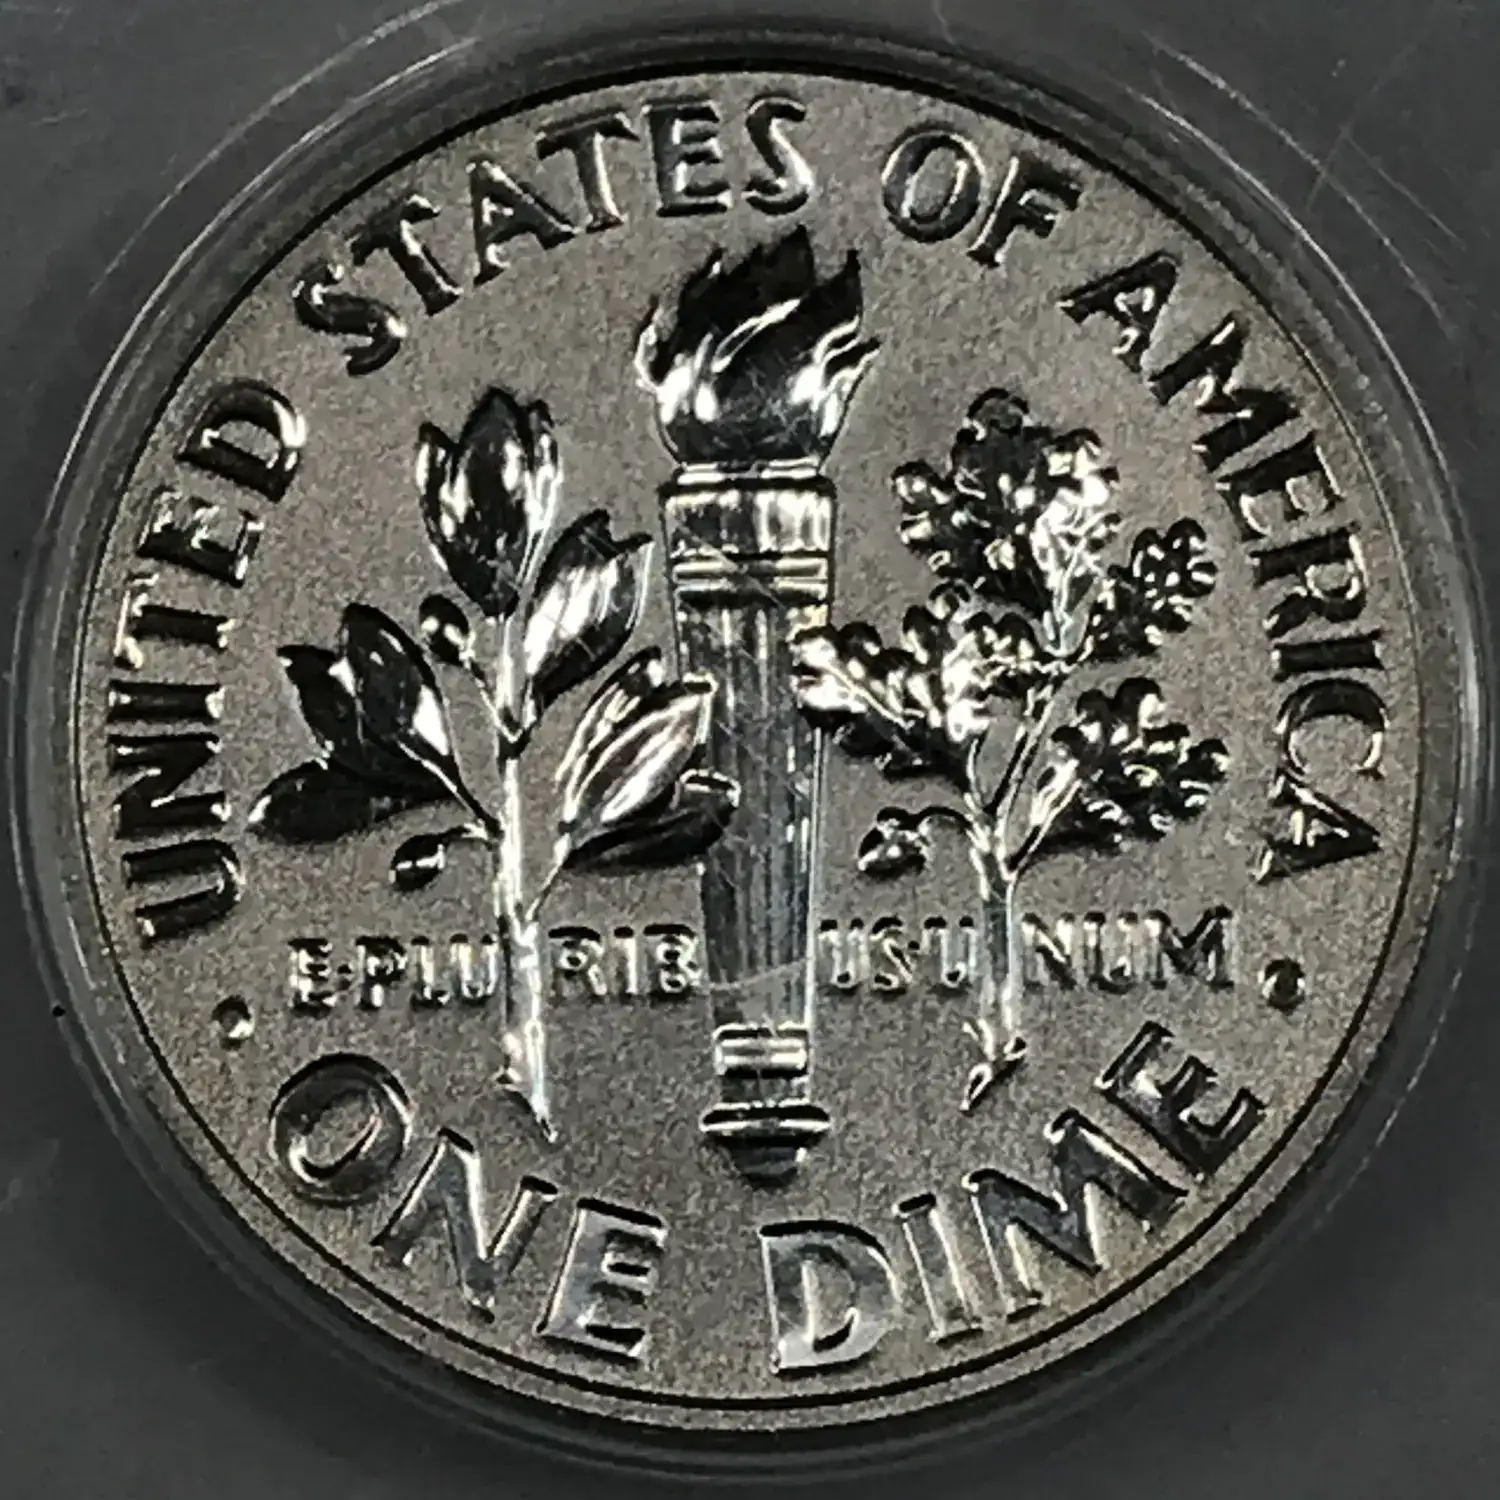 UNITED STATES OF AMERICA
E·PLURIBUS·UNUM
· ONE DIME ·